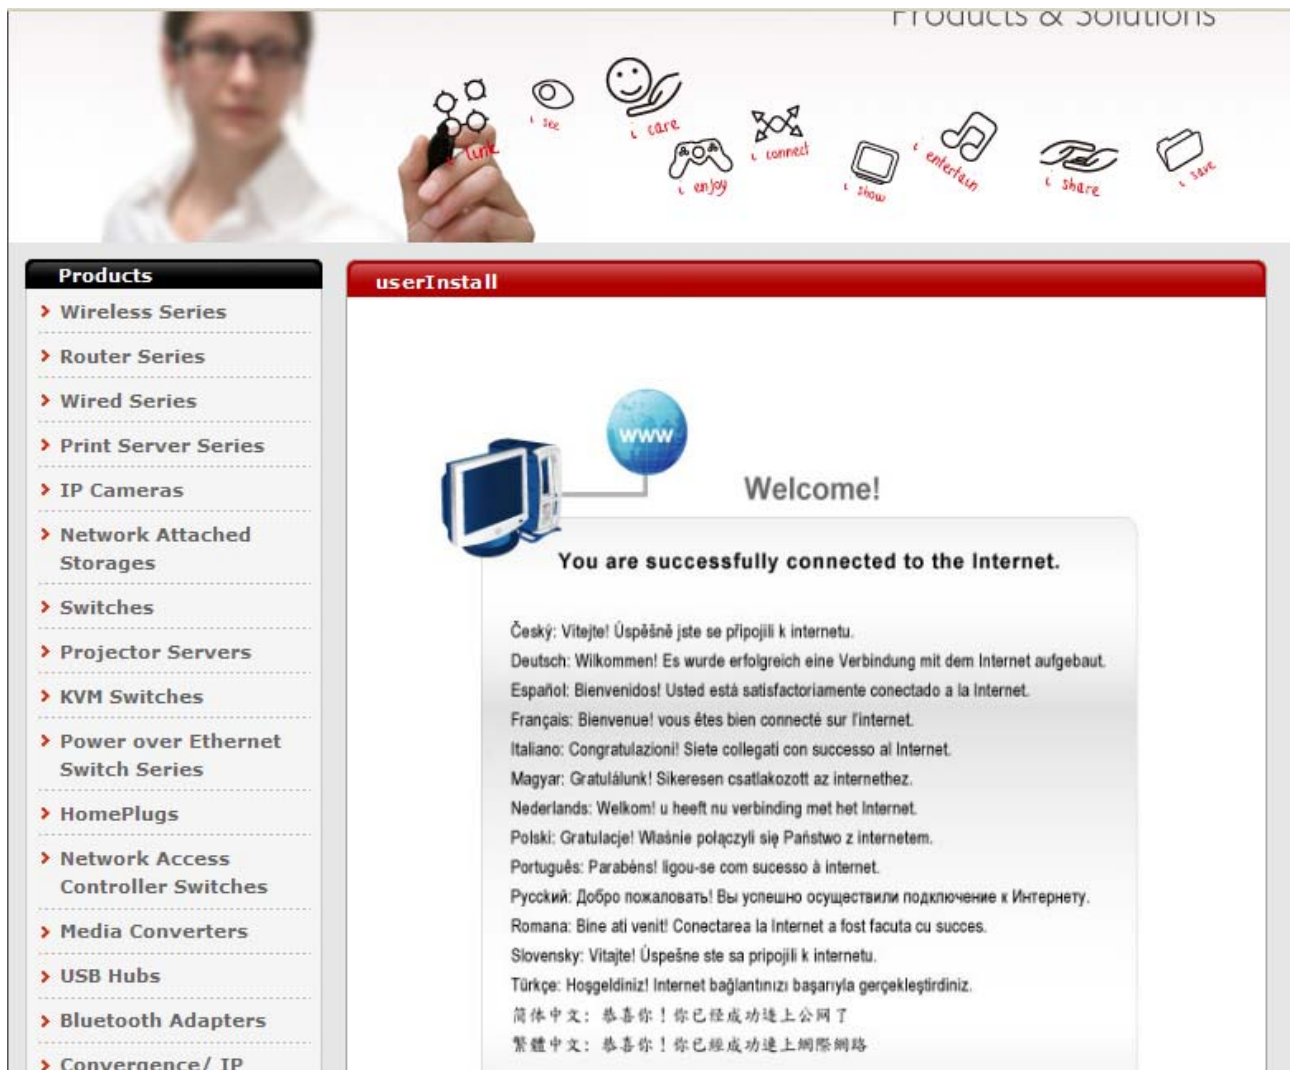 Products & Solutions
i link
i see
i care
i enjoy
i connect
i show
i entertain
i share
i save
Products
Wireless Series
Router Series
Wired Series
Print Server Series
IP Cameras
Network Attached
Storages
Switches
Projector Servers
KVM Switches
Power over Ethernet
Switch Series
HomePlugs
Network Access
Controller Switches
Media Converters
USB Hubs
Bluetooth Adapters
Convergence/ IP
userInstall
www
Welcome!
You are successfully connected to the Internet.
Český: Vítejte! Úspěšně jste se připojili k internetu.
Deutsch: Wilkommen! Es wurde erfolgreich eine Verbindung mit dem Internet aufgebaut.
Español: Bienvenidos! Usted está satisfactoriamente conectado a la Internet.
Français: Bienvenue! vous êtes bien connecté sur l'internet.
Italiano: Congratulazioni! Siete collegati con successo al Internet.
Magyar: Gratulálunk! Sikeresen csatlakozott az internethez.
Nederlands: Welkom! u heeft nu verbinding met het Internet.
Polski: Gratulacje! Właśnie połączyli się Państwo z internetem.
Português: Parabéns! ligou-se com sucesso à internet.
Русский: Добро пожаловать! Вы успешно осуществили подключение к Интернету.
Romana: Bine ati venit! Conectarea la Internet a fost facuta cu succes.
Slovensky: Vitajte! Úspešne ste sa pripojili k internetu.
Türkçe: Hoşgeldiniz! Internet bağlantınızı başarıyla gerçekleştirdiniz.
简体中文: 恭喜你！你已经成功连上公网了
繁體中文: 恭喜你！你已經成功連上網際網路